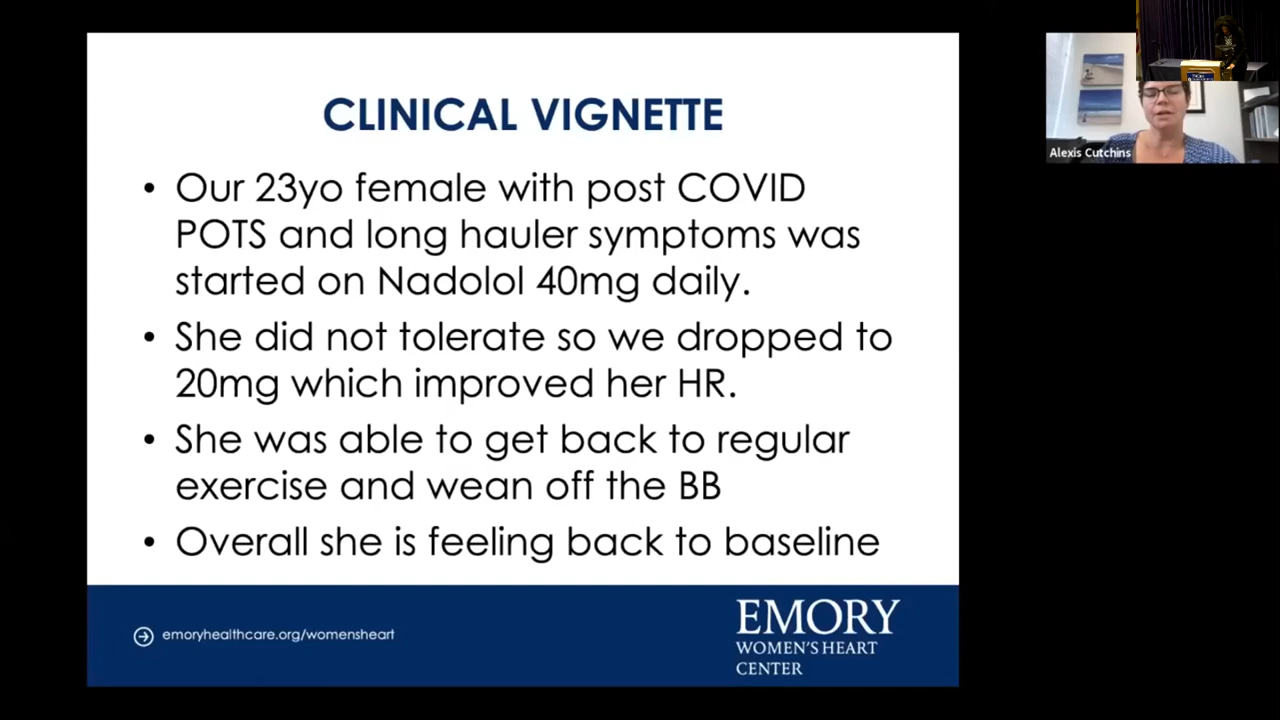 CLINICAL VIGNETTE
• Our 23yo female with post COVID
POTS and long hauler symptoms was
started on Nadolol 40mg daily.
• She did not tolerate so we dropped to
20mg which improved her HR.
• She was able to get back to regular
exercise and wean off the BB
• Overall she is feeling back to baseline
emoryhealthcare.org/womensheart
EMORY
WOMEN'S HEART
CENTER
Alexis Cutchins